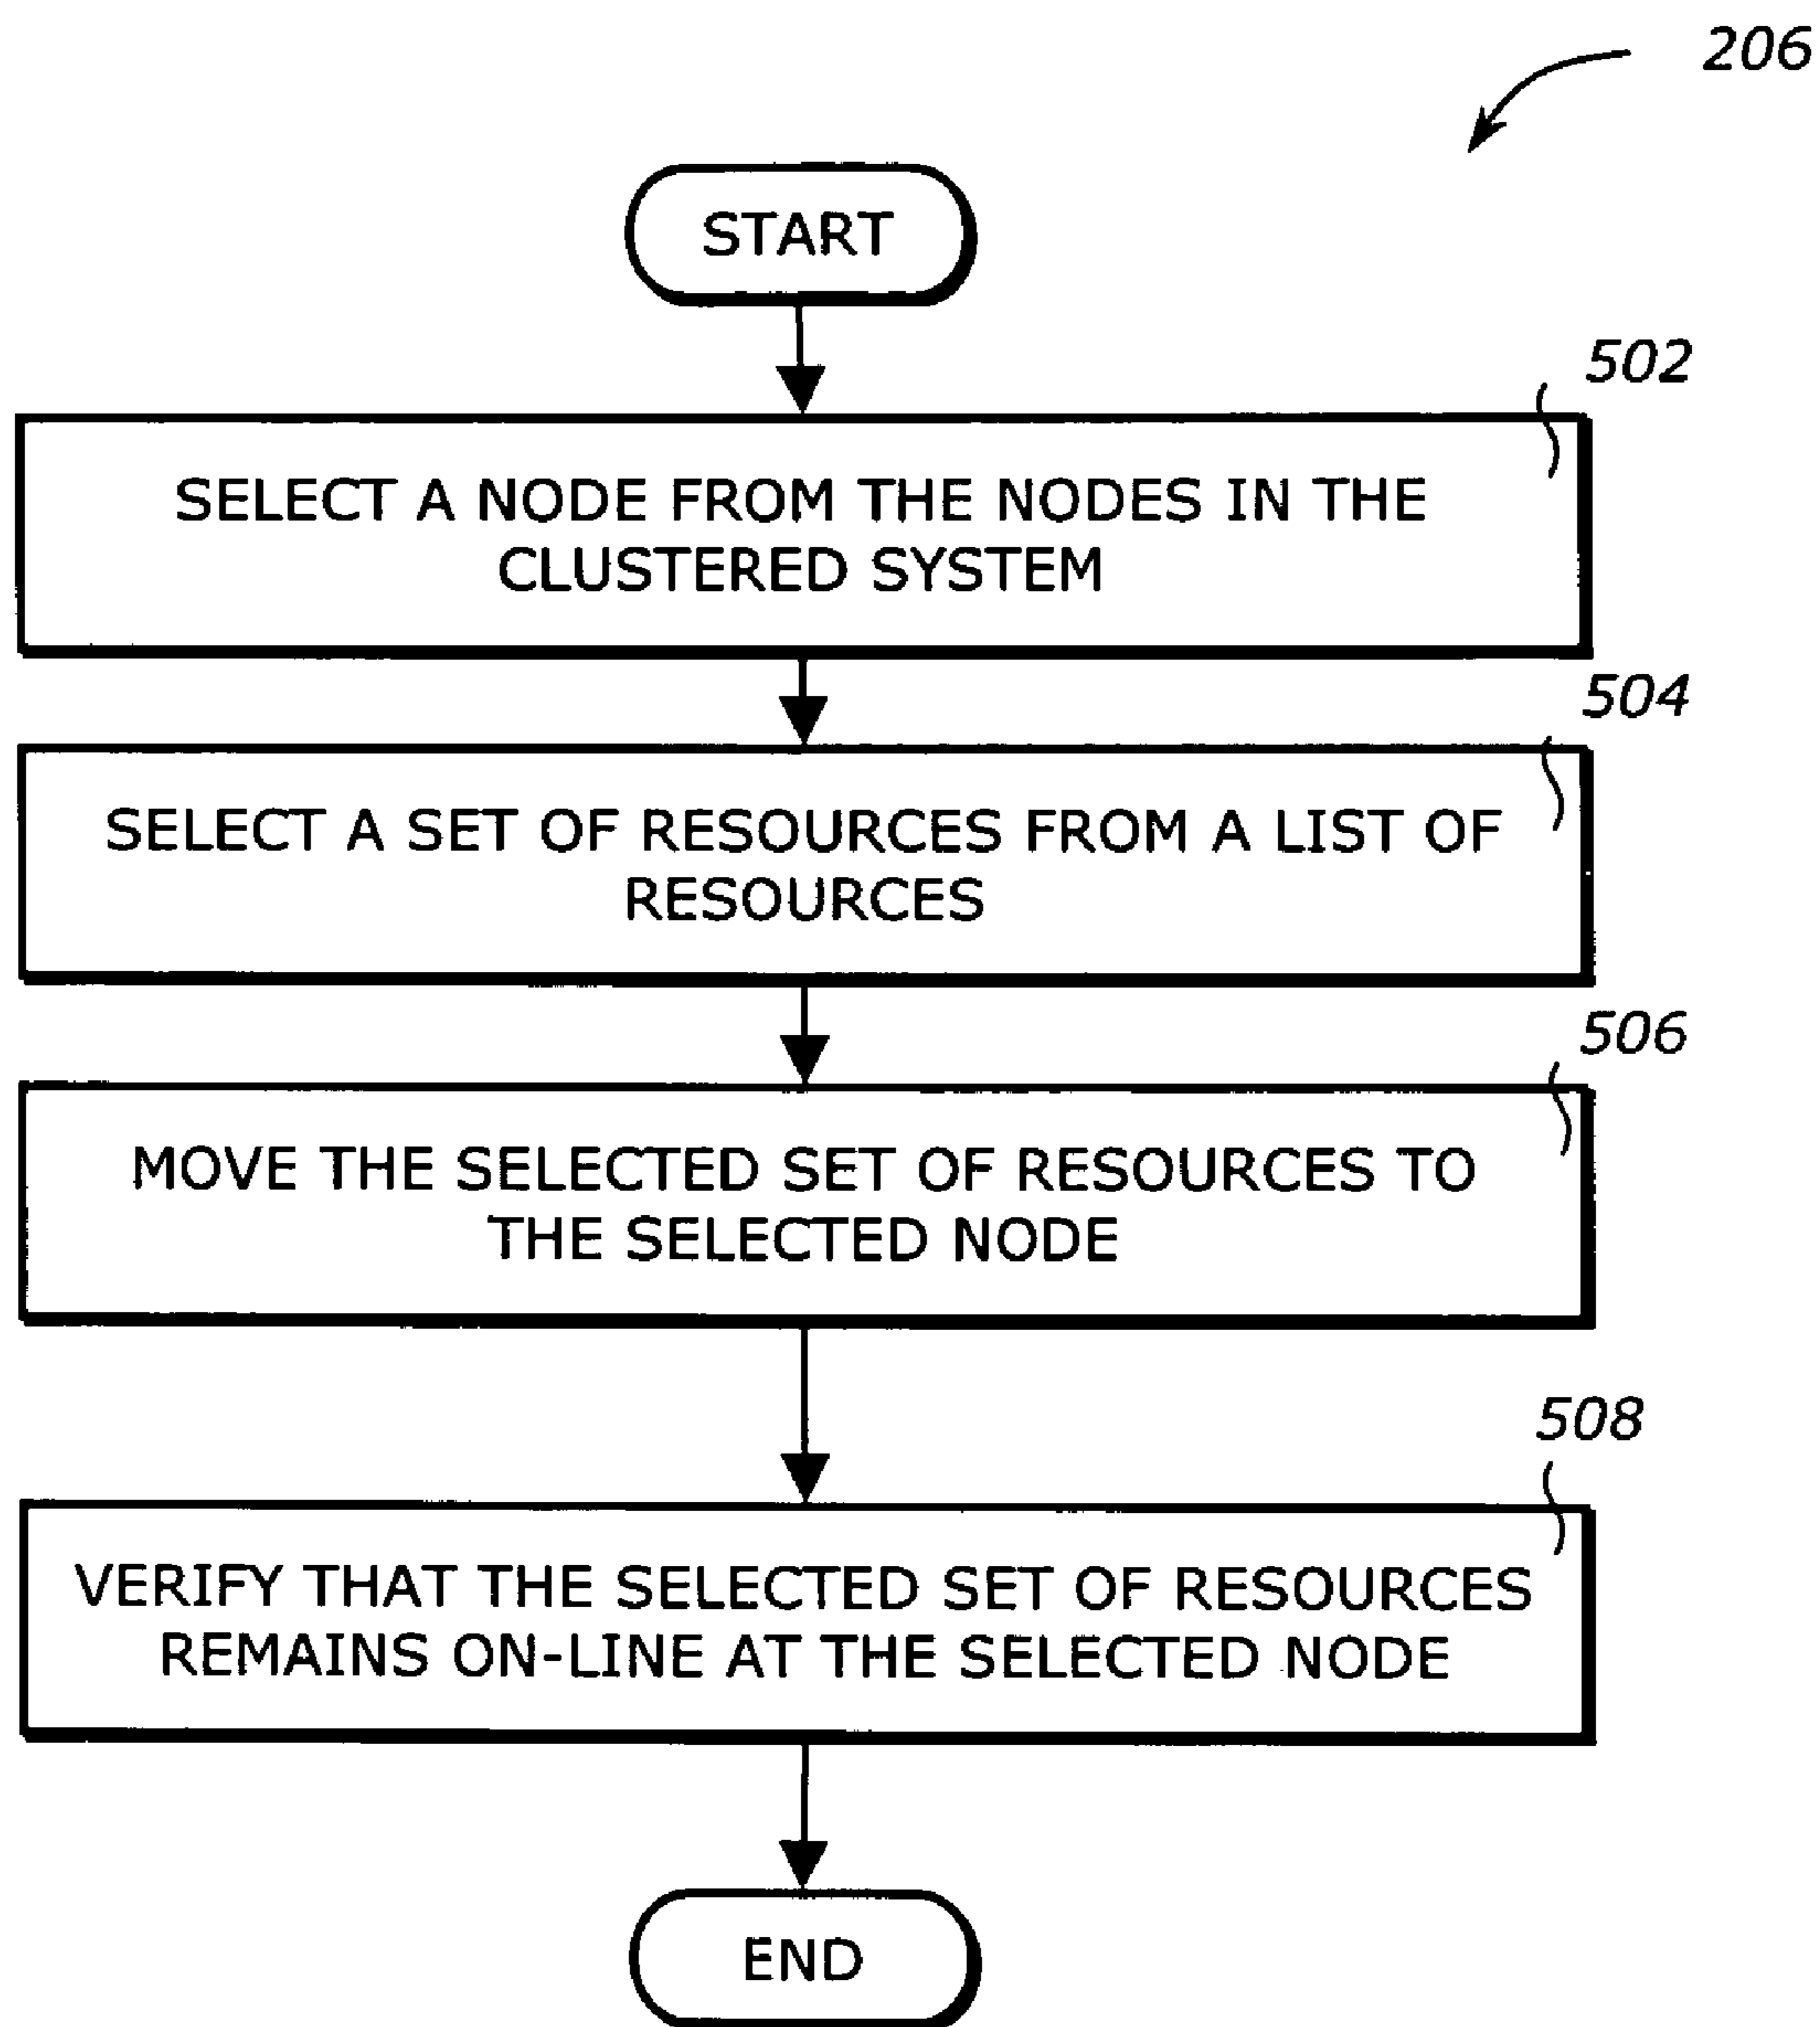 206
START
502
SELECT A NODE FROM THE NODES IN THE
CLUSTERED SYSTEM
504
SELECT A SET OF RESOURCES FROM A LIST OF
RESOURCES
506
MOVE THE SELECTED SET OF RESOURCES TO
THE SELECTED NODE
508
VERIFY THAT THE SELECTED SET OF RESOURCES
REMAINS ON-LINE AT THE SELECTED NODE
END